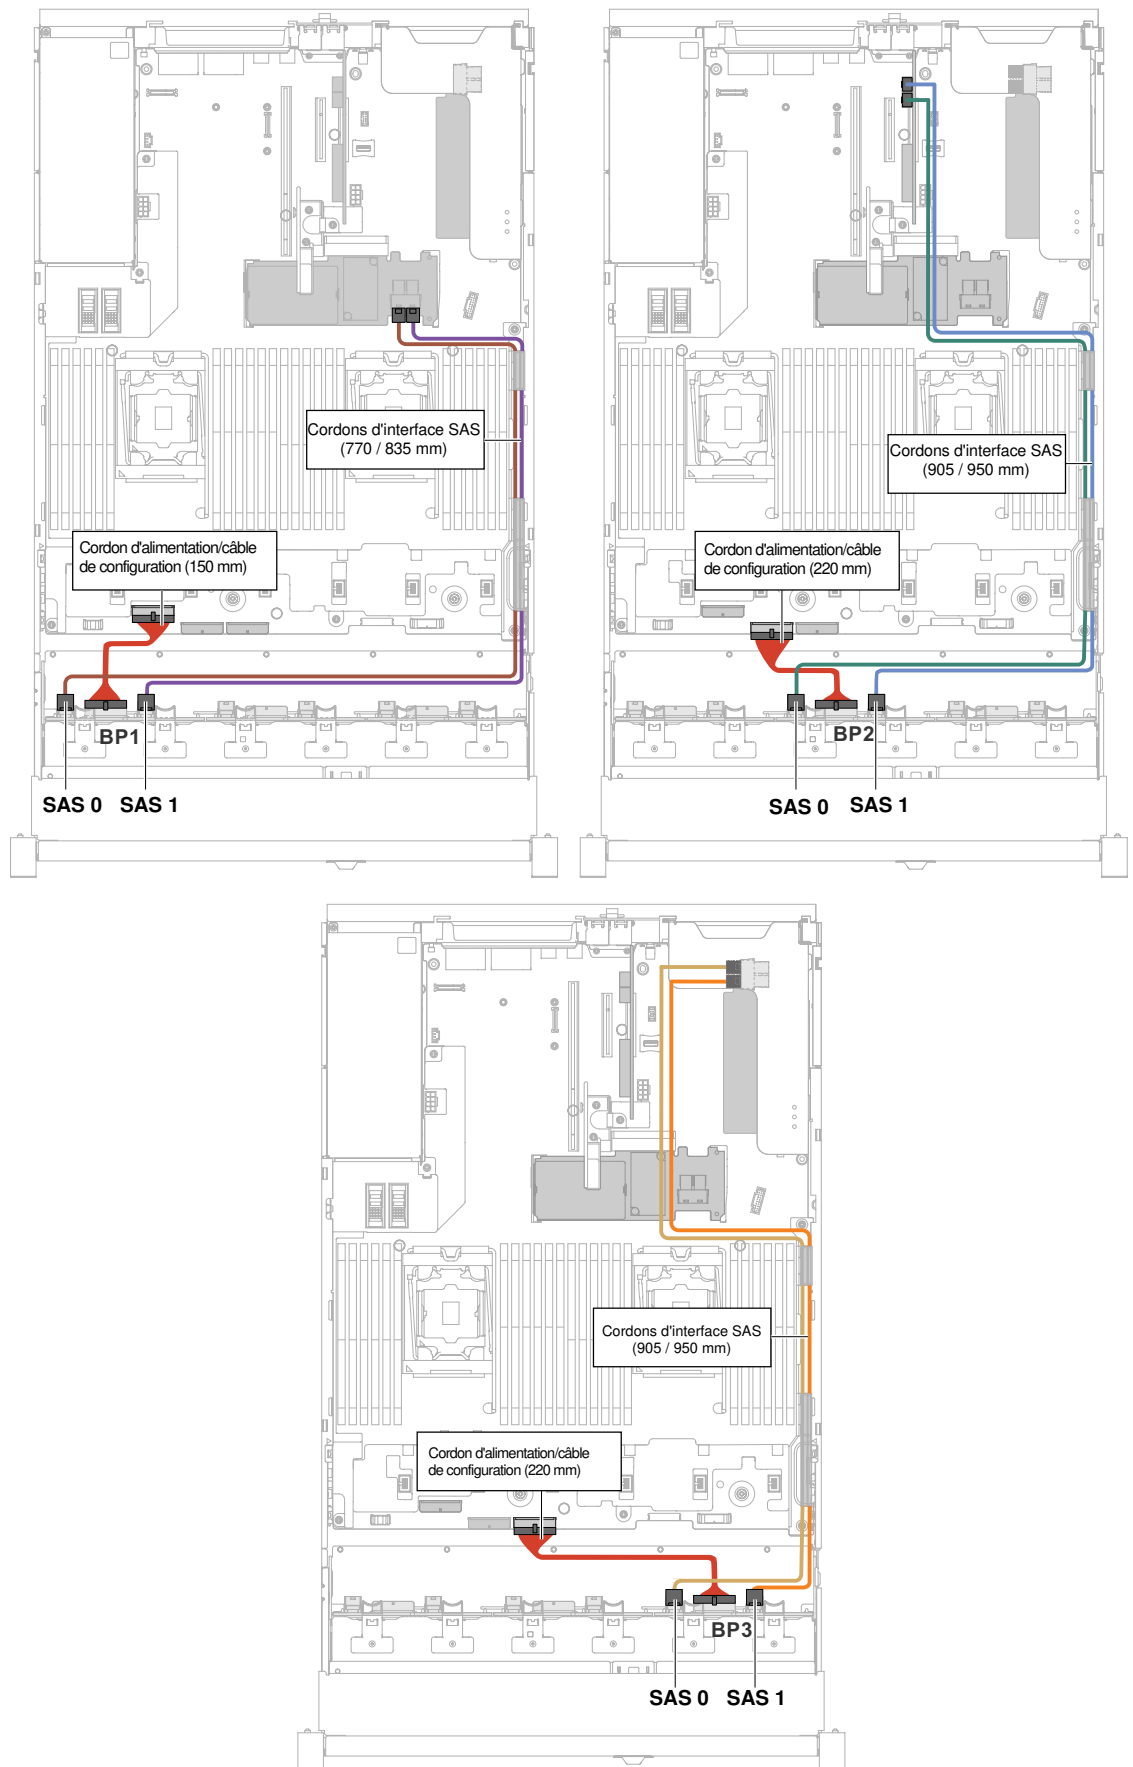 Cordons d'interface SAS
(770 / 835 mm)
Cordon d'alimentation/câble
de configuration (150 mm)
BP1
SAS 0 SAS 1
Cordons d'interface SAS
(905 / 950 mm)
Cordon d'alimentation/câble
de configuration (220 mm)
BP2
SAS 0 SAS 1
Cordons d'interface SAS
(905 / 950 mm)
Cordon d'alimentation/câble
de configuration (220 mm)
BP3
SAS 0 SAS 1